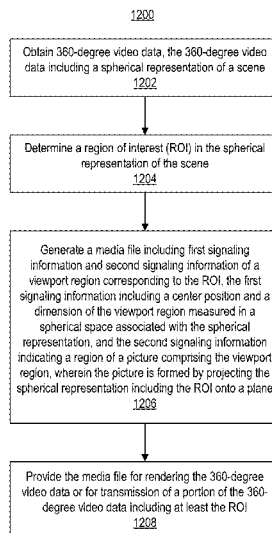 1200
Obtain 360-degree video data, the 360-degree video
data including a spherical representation of a scene
1202
Determine a region of interest (ROI) in the spherical
representation of the scene
1204
Generate a media file including first signaling
information and second signaling information of a
viewport region corresponding to the ROI, the first
signaling information including a center position and a
dimension of the viewport region measured in a
spherical space associated with the spherical
representation, and the second signaling information
indicating a region of a picture comprising the viewport
region, wherein the picture is formed by projecting the
spherical representation including the ROI onto a plane
1206
Provide the media file for rendering the 360-degree
video data or for transmission of a portion of the 360-
degree video data including at least the ROI
1208